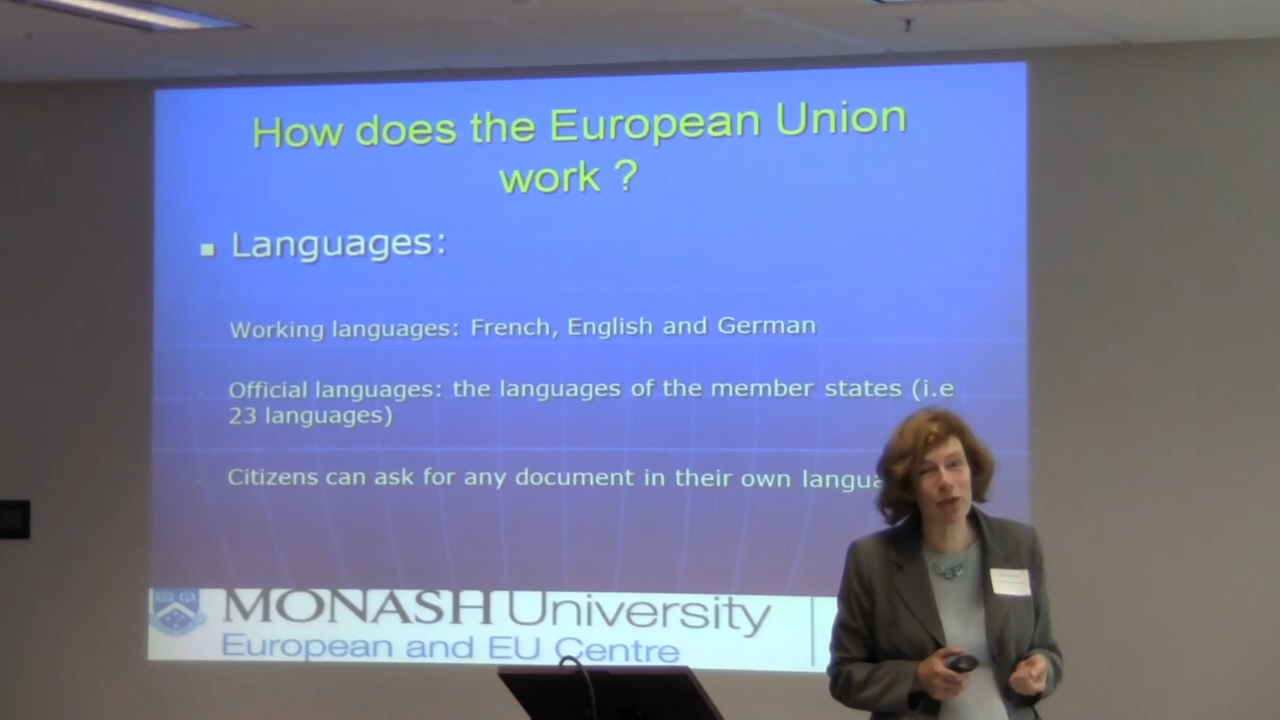 How does the European Union
work ?
Languages:
Working languages: French, English and German
Official languages: the languages of the member states (i.e
23 languages)
Citizens can ask for any document in their own langua
MONASH University
European and EU Centre